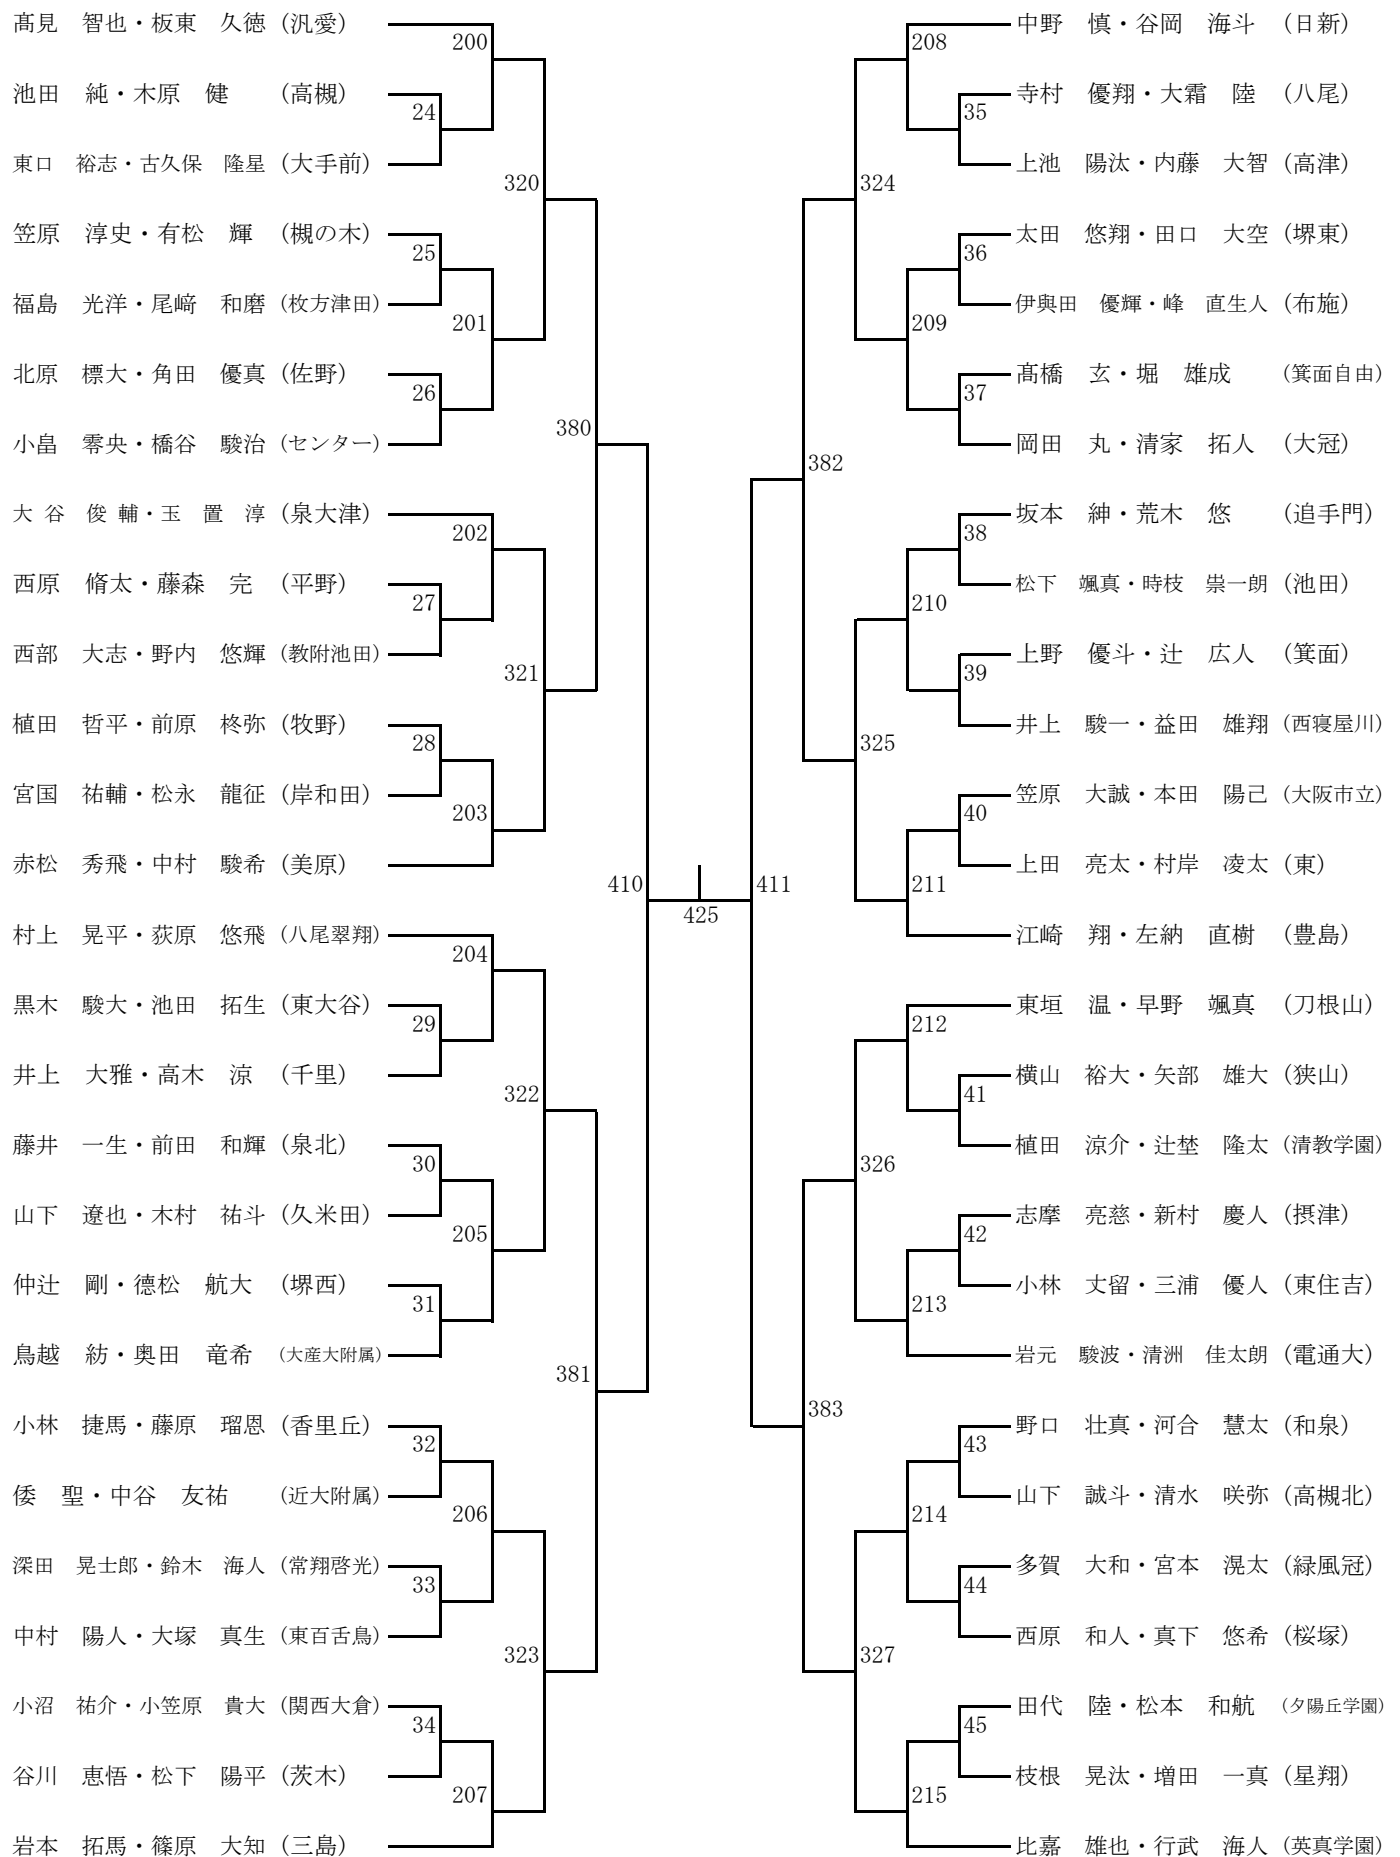 髙見　智也・板東　久徳 (汎愛)
200
池田　純・木原　健 (高槻)
24
東口　裕志・古久保　隆星 (大手前)
320
笠原　淳史・有松　輝 (槻の木)
25
福島　光洋・尾﨑　和磨 (枚方津田)
201
北原　標大・角田　優真 (佐野)
26
380
小畠　零央・橋谷　駿治 (センター)
大谷　俊輔・玉置　淳 (泉大津)
202
西原　脩太・藤森　完 (平野)
27
西部　大志・野内　悠輝 (教附池田)
321
植田　哲平・前原　柊弥 (牧野)
28
宮国　祐輔・松永　龍征 (岸和田)
203
赤松　秀飛・中村　駿希 (美原)
410
425
村上　晃平・荻原　悠飛 (八尾翠翔)
204
黒木　駿大・池田　拓生 (東大谷)
29
井上　大雅・高木　涼 (千里)
322
藤井　一生・前田　和輝 (泉北)
30
山下　遼也・木村　祐斗 (久米田)
205
仲辻　剛・德松　航大 (堺西)
31
鳥越　紡・奥田　竜希 (大産大附属)
381
小林　捷馬・藤原　瑠恩 (香里丘)
32
倭　聖・中谷　友祐 (近大附属)
206
深田　晃士郎・鈴木　海人 (常翔啓光)
33
中村　陽人・大塚　真生 (東百舌鳥)
323
小沼　祐介・小笠原　貴大 (関西大倉)
34
谷川　恵悟・松下　陽平 (茨木)
207
岩本　拓馬・篠原　大知 (三島)
中野　慎・谷岡　海斗 (日新)
208
寺村　優翔・大霜　陸 (八尾)
35
上池　陽汰・内藤　大智 (高津)
324
太田　悠翔・田口　大空 (堺東)
36
伊與田　優輝・峰　直生人 (布施)
209
髙橋　玄・堀　雄成 (箕面自由)
37
岡田　丸・清家　拓人 (大冠)
382
坂本　紳・荒木　悠 (追手門)
38
松下　颯真・時枝　崇一朗 (池田)
210
上野　優斗・辻　広人 (箕面)
39
井上　駿一・益田　雄翔 (西寝屋川)
325
笠原　大誠・本田　陽己 (大阪市立)
40
上田　亮太・村岸　凌太 (東)
411
211
江崎　翔・左納　直樹 (豊島)
東垣　温・早野　颯真 (刀根山)
212
横山　裕大・矢部　雄大 (狭山)
41
植田　涼介・辻埜　隆太 (清教学園)
326
志摩　亮慈・新村　慶人 (摂津)
42
小林　丈留・三浦　優人 (東住吉)
213
岩元　駿波・清洲　佳太朗 (電通大)
383
野口　壮真・河合　慧太 (和泉)
43
山下　誠斗・清水　咲弥 (高槻北)
214
多賀　大和・宮本　滉太 (緑風冠)
44
西原　和人・真下　悠希 (桜塚)
327
田代　陸・松本　和航 (夕陽丘学園)
45
枝根　晃汰・増田　一真 (星翔)
215
比嘉　雄也・行武　海人 (英真学園)